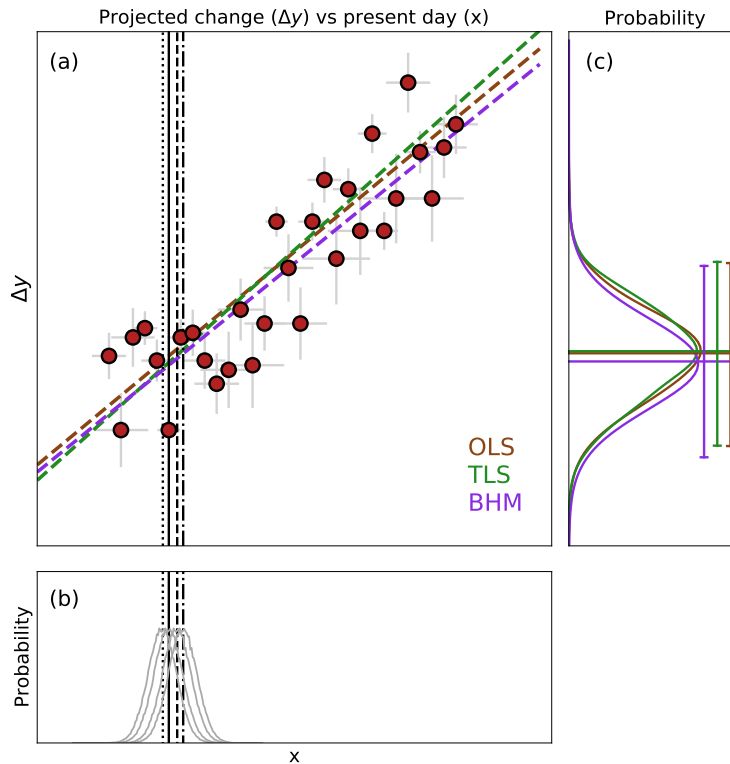 Projected change (Δy) vs present day (x)
Probability
(a)
(c)
Δy
OLS
TLS
BHM
(b)
Probability
x